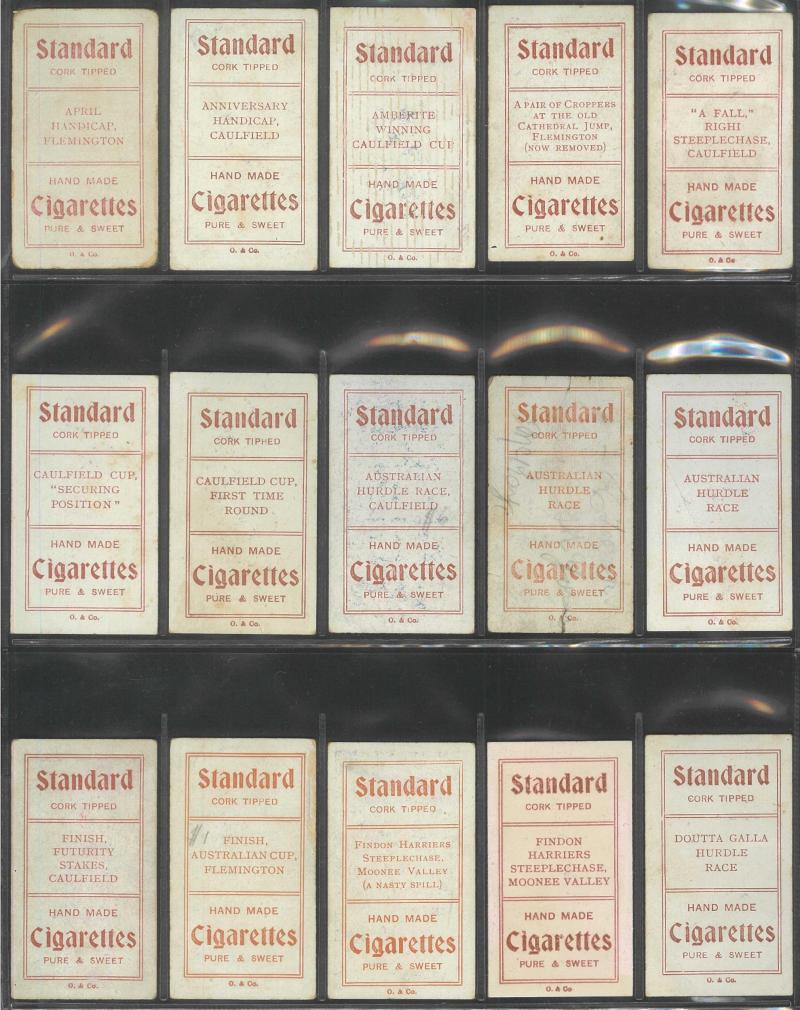 Standard
CORK TIPPED
APRIL
HANDICAP,
FLEMINGTON
HAND MADE
Cigarettes
PURE & SWEET
O. & Co.
Standard
CORK TIPPED
ANNIVERSARY
HANDICAP,
CAULFIELD
HAND MADE
Cigarettes
PURE & SWEET
O. & Co.
Standard
CORK TIPPED
AMBERITE
WINNING
CAULFIELD CUP
HAND MADE
Cigarettes
PURE & SWEET
O. & Co.
Standard
CORK TIPPED
A PAIR OF CROPPERS
AT THE OLD
CATHEDRAL JUMP,
FLEMINGTON
(NOW REMOVED)
HAND MADE
Cigarettes
PURE & SWEET
O. & Co.
Standard
CORK TIPPED
"A FALL,"
RIGHI
STEEPLECHASE,
CAULFIELD
HAND MADE
Cigarettes
PURE & SWEET
O. & Co
Standard
CORK TIPPED
CAULFIELD CUP,
"SECURING
POSITION"
HAND MADE
Cigarettes
PURE & SWEET
O. & Co.
Standard
CORK TIPPED
CAULFIELD CUP,
FIRST TIME
ROUND
HAND MADE
Cigarettes
PURE & SWEET
O. & Co.
Standard
CORK TIPPED
AUSTRALIAN
HURDLE RACE,
CAULFIELD
HAND MADE
Cigarettes
PURE & SWEET
O. & Co.
Standard
CORK TIPPED
AUSTRALIAN
HURDLE
RACE
HAND MADE
Cigarettes
PURE & SWEET
O. & Co.
Standard
CORK TIPPED
AUSTRALIAN
HURDLE
RACE
HAND MADE
Cigarettes
PURE & SWEET
O. & Co.
Standard
CORK TIPPED
FINISH,
FUTURITY
STAKES,
CAULFIELD
HAND MADE
Cigarettes
PURE & SWEET
O. & Co.
Standard
CORK TIPPED
FINISH,
AUSTRALIAN CUP,
FLEMINGTON
HAND MADE
Cigarettes
PURE & SWEET
O. & Co.
Standard
CORK TIPPED
FINDON HARRIERS
STEEPLECHASE,
MOONEE VALLEY
(A NASTY SPILL)
HAND MADE
Cigarettes
PURE & SWEET
O. & Co
Standard
CORK TIPPED
FINDON
HARRIERS
STEEPLECHASE,
MOONEE VALLEY
HAND MADE
Cigarettes
PURE & SWEET
O. & Co
Standard
CORK TIPPED
DOUTTA GALLA
HURDLE
RACE
HAND MADE
Cigarettes
PURE & SWEET
O. & Co.